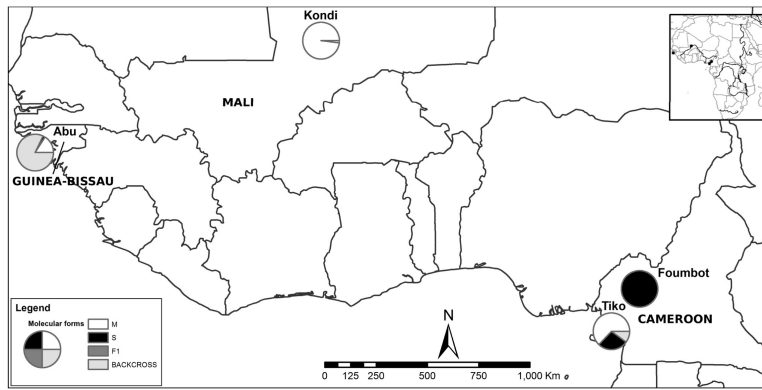 Kondi
MALI
Abu
GUINEA-BISSAU
Foumbot
Tiko
CAMEROON
Legend
Molecular forms
M
S
F1
BACKCROSS
N
0 125 250 500 750 1,000 Km